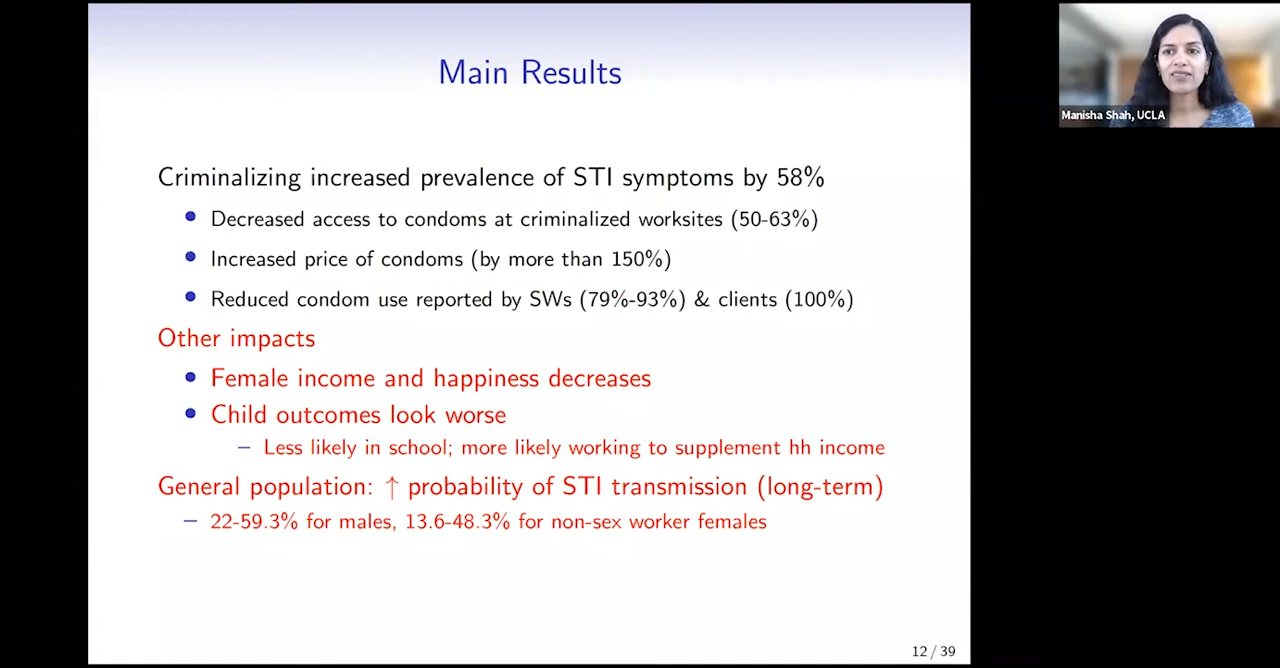 Main Results
Manisha Shah, UCLA
Criminalizing increased prevalence of STI symptoms by 58%
• Decreased access to condoms at criminalized worksites (50-63%)
• Increased price of condoms (by more than 150%)
• Reduced condom use reported by SWs (79%-93%) & clients (100%)
Other impacts
• Female income and happiness decreases
• Child outcomes look worse
– Less likely in school; more likely working to supplement hh income
General population: ↑ probability of STI transmission (long-term)
– 22-59.3% for males, 13.6-48.3% for non-sex worker females
12 / 39